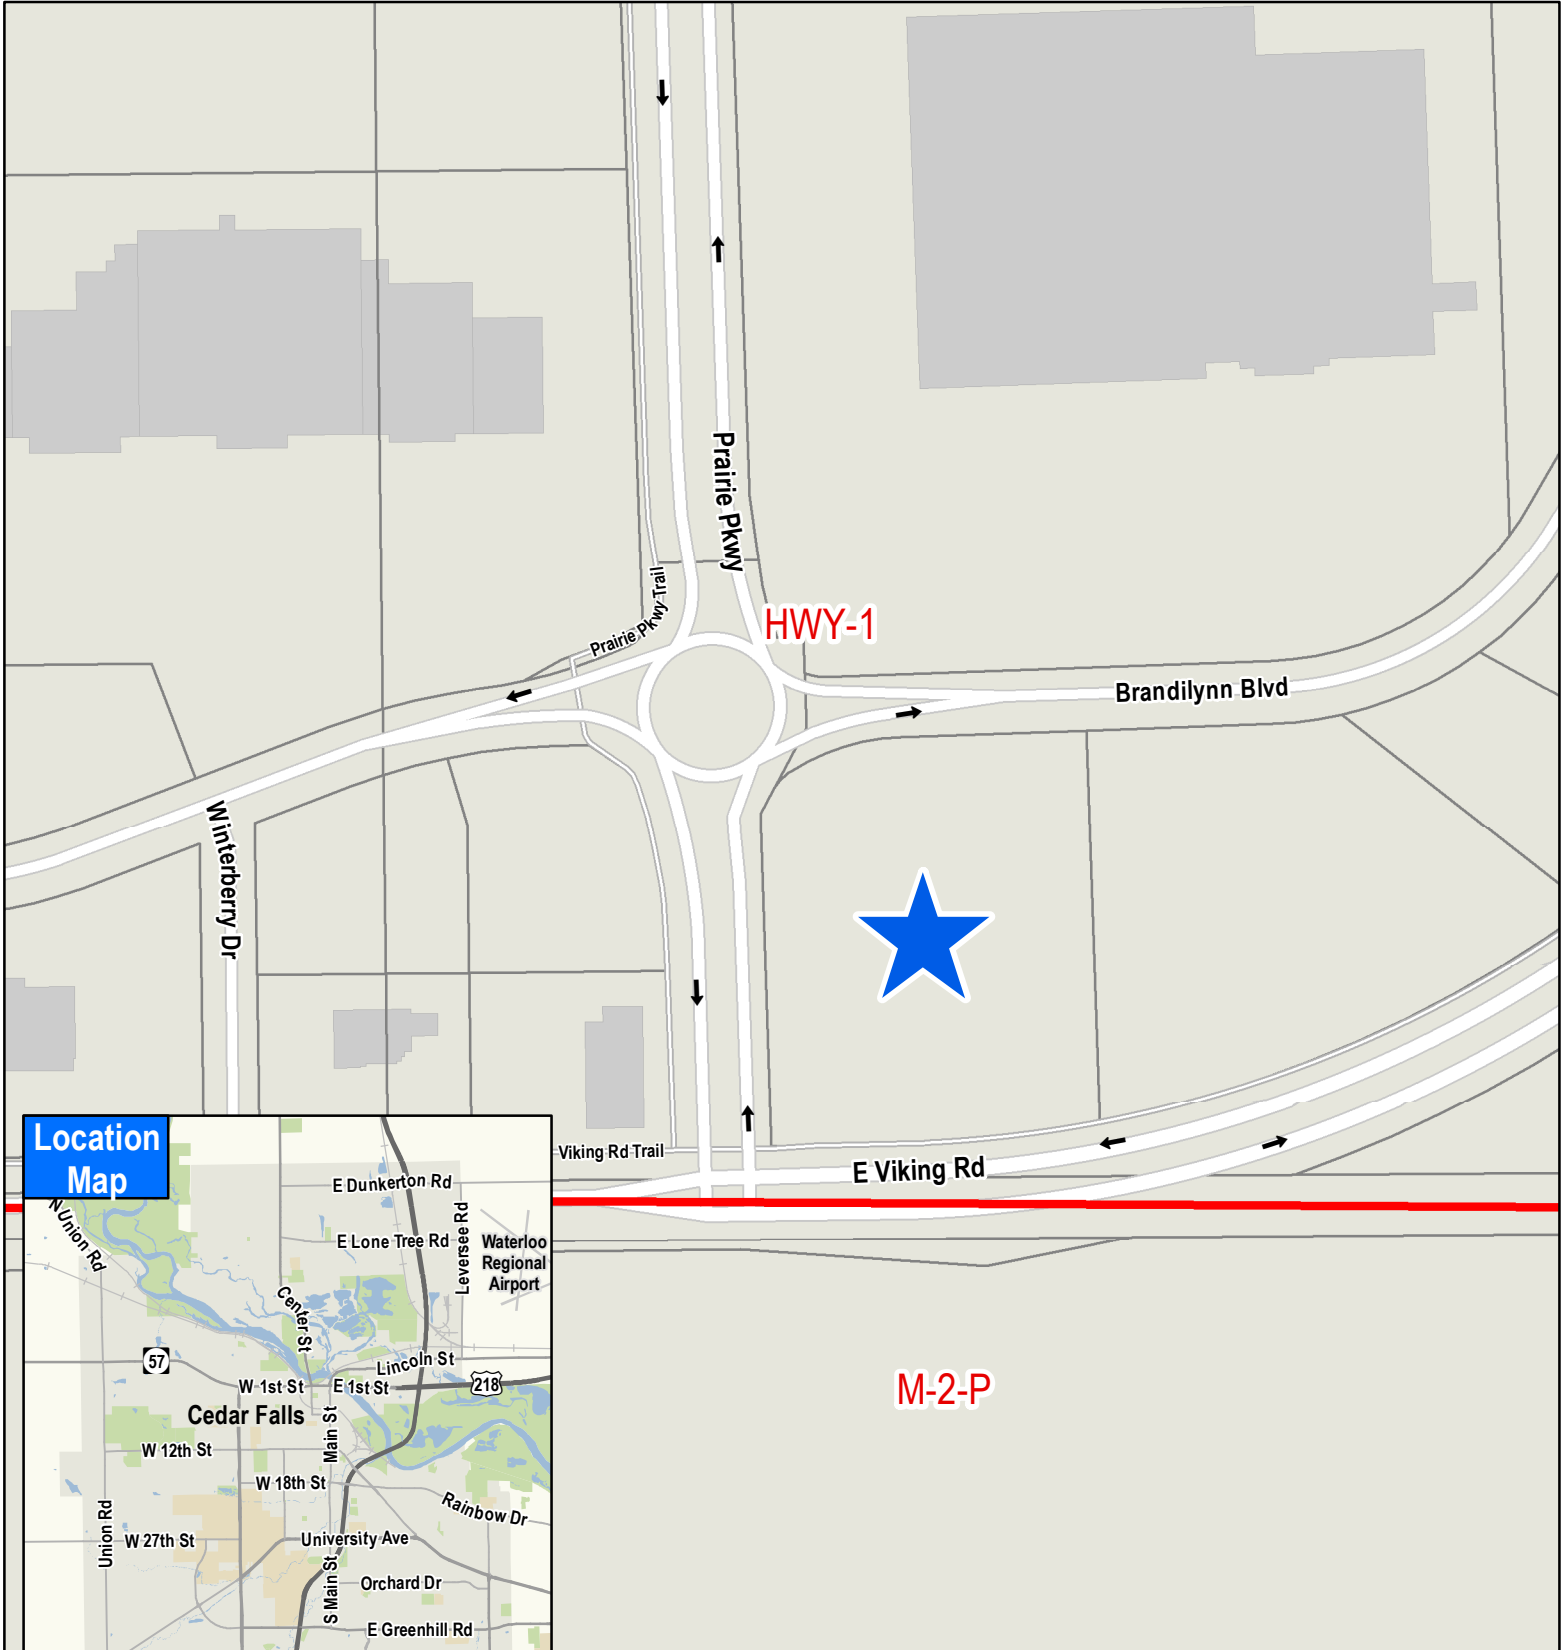 Prairie Pkwy
Prairie Pkwy Trail
HWY-1
Brandilynn Blvd
Winterberry Dr
Viking Rd Trail
E Viking Rd
M-2-P
Location
Map
E Dunkerton Rd
N Union Rd
Leversee Rd
E Lone Tree Rd
Waterloo
Regional
Airport
Center St
57
Lincoln St
W 1st St
E 1st St
218
Cedar Falls
Main St
W 12th St
W 18th St
Rainbow Dr
Union Rd
W 27th St
University Ave
S Main St
Orchard Dr
E Greenhill Rd